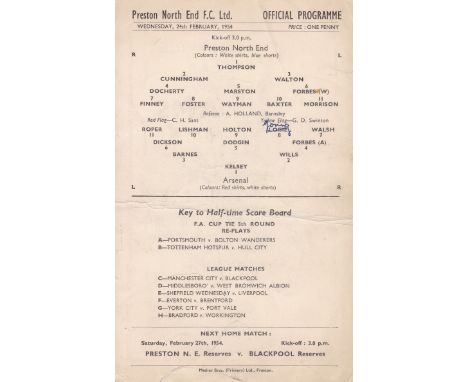 Preston North End F.C. Ltd. OFFICIAL PROGRAMME
WEDNESDAY, 24th FEBRUARY, 1954 PRICE: ONE PENNY
Kick-off 3.0 p.m.
Preston North End
R (Colours: White shirts, blue shorts) L
1
THOMPSON
2 3
CUNNINGHAM WALTON
4 5 6
DOCHERTY MARSTON FORBES (W)
7 8 9 10 11
FINNEY FOSTER WAYMAN BAXTER MORRISON
Referee : A. HOLLAND, Barnsley
Red Flag—C. H. Sant Yellow Flag—G. D. Swinton
ROPER LISHMAN HOLTON WALSH
11 10 9 8 7
DICKSON DODGIN FORBES (A)
6 5 4
BARNES WILLS
3 2
KELSEY
1
Arsenal
L (Colours: Red shirts, white shorts) R
Key to Half-time Score Board
F.A. CUP TIE 5th ROUND
RE-PLAYS
A—PORTSMOUTH v. BOLTON WANDERERS
B—TOTTENHAM HOTSPUR v. HULL CITY
LEAGUE MATCHES
C—MANCHESTER CITY v. BLACKPOOL
D—MIDDLESBORO' v. WEST BROMWICH ALBION
E—SHEFFIELD WEDNESDAY v. LIVERPOOL
F—EVERTON v. BRENTFORD
G—YORK CITY v. PORT VALE
H—BRADFORD v. WORKINGTON
NEXT HOME MATCH :
Saturday, February 27th, 1954. Kick-off : 3.0 p.m.
PRESTON N. E. Reserves v. BLACKPOOL Reserves
Mather Bros. (Printers) Ltd., Preston.